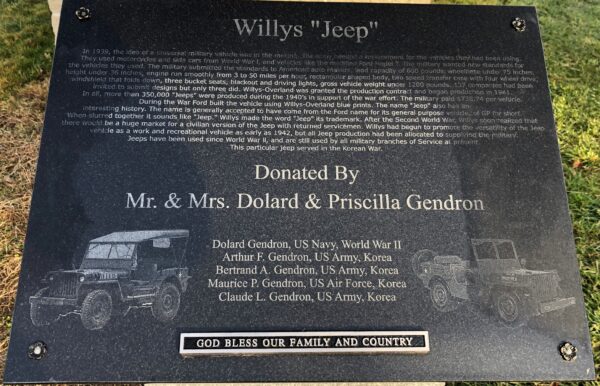 Willys "Jeep"
In 1939, the idea of a universal military vehicle was in the
They used motorcycles and side cars from World War I, and vehicles like the modified Ford Model T. The military wanted new standards for
the vehicles they used. The military submitted the standards to American auto makers: load capacity of 600 pounds, wheelbase under 75 inches,
height under 36 inches, engine run smoothly from 3 to 50 miles per hour, rectangular shaped body, two speed transfer case with four wheel drive,
windshield that folds down, three bucket seats, blackout and driving lights, gross vehicle weight under 1200 pounds. 137 companies had been
invited to submit designs but only three did. Willys-Overland was granted the production contract and began production in 1941.
In all, more than 350,000 "Jeeps" were produced during the 1940's in support of the war effort. The military paid $738.74 per vehicle.
During the War Ford built the vehicle using Willys-Overland blue prints. The name "Jeep" also has an
interesting history. The name is generally accepted to have come from the Ford name for its general purpose vehicle, of GP for short.
When slurred together it sounds like "Jeep." Willys made the word "Jeep" its trademark. After the Second World War, Willys soon realized that
there would be a huge market for a civilian version of the Jeep with returned servicemen. Willys had begun to promote the versatility of the Jeep
vehicle as a work and recreational vehicle as early as 1942, but all Jeep production had been allocated to supplying the military.
Jeeps have been used since World War II, and are still used by all military branches of Service at present.
This particular jeep served in the Korean War.
Donated By
Mr. & Mrs. Dolard & Priscilla Gendron
Dolard Gendron, US Navy, World War II
Arthur F. Gendron, US Army, Korea
Bertrand A. Gendron, US Army, Korea
Maurice P. Gendron, US Air Force, Korea
Claude L. Gendron, US Army, Korea
GOD BLESS OUR FAMILY AND COUNTRY